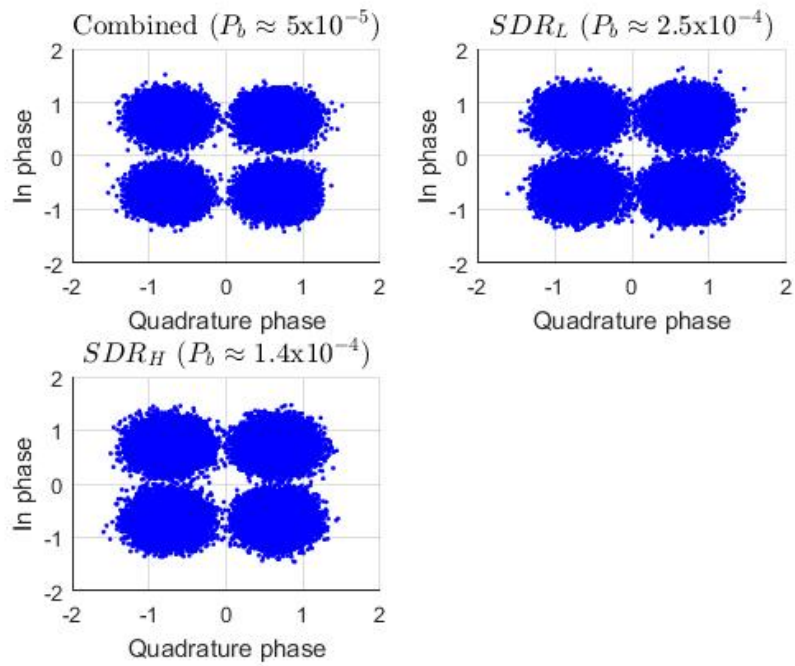 Combined (P_b ≈ 5x10⁻⁵)
2
1
0
-1
-2
In phase
-2 -1 0 1 2
Quadrature phase
SDR_L (P_b ≈ 2.5x10⁻⁴)
2
1
0
-1
-2
In phase
-2 -1 0 1 2
Quadrature phase
SDR_H (P_b ≈ 1.4x10⁻⁴)
2
1
0
-1
-2
In phase
-2 -1 0 1 2
Quadrature phase